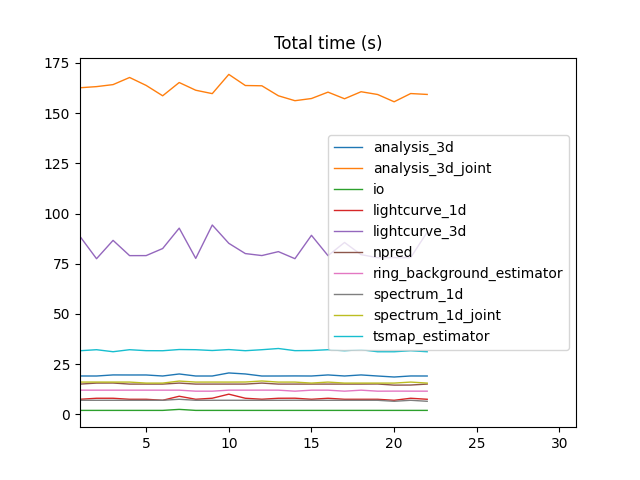 Total time (s)
175
150
125
100
75
50
25
0
analysis_3d
analysis_3d_joint
io
lightcurve_1d
lightcurve_3d
npred
ring_background_estimator
spectrum_1d
spectrum_1d_joint
tsmap_estimator
5 10 15 20 25 30